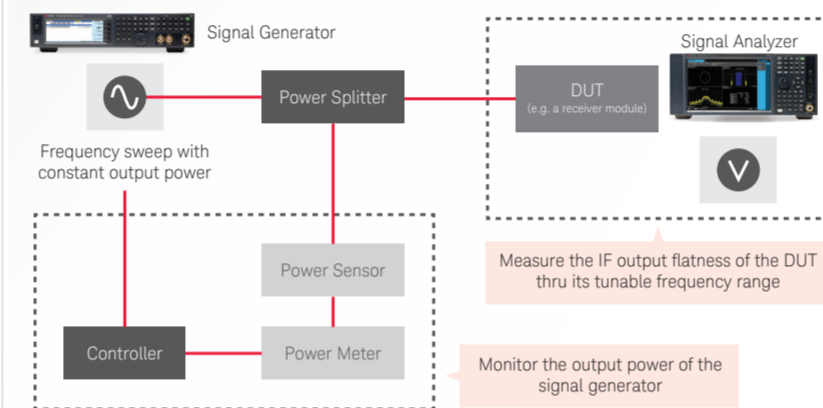 Signal Generator
Signal Analyzer
Power Splitter
DUT
(e.g. a receiver module)
Frequency sweep with
constant output power
V
Measure the IF output flatness of the DUT
thru its tunable frequency range
Power Sensor
Controller
Power Meter
Monitor the output power of the
signal generator